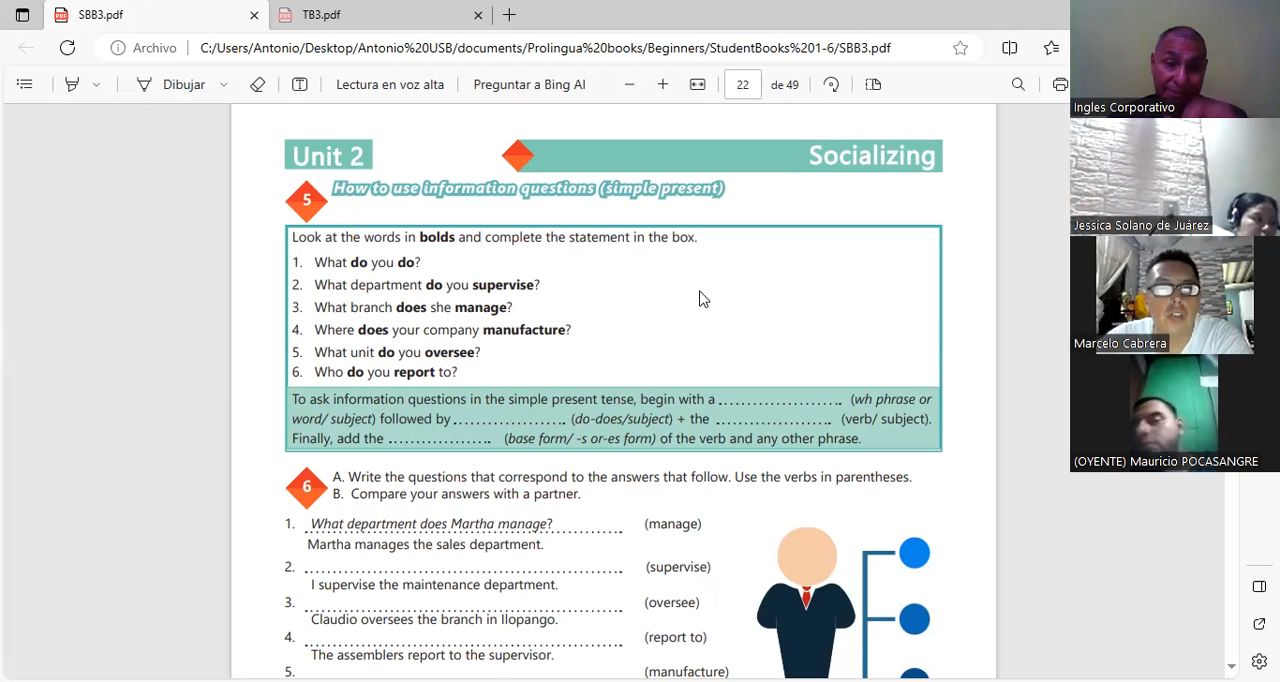 SBB3.pdf
TB3.pdf
Archivo
C:/Users/Antonio/Desktop/Antonio%20USB/documents/Prolingua%20books/Beginners/StudentBooks%201-6/SBB3.pdf
Dibujar
Lectura en voz alta
Preguntar a Bing AI
22
de 49
Unit 2
Socializing
5
How to use information questions (simple present)
Look at the words in bolds and complete the statement in the box.
1. What do you do?
2. What department do you supervise?
3. What branch does she manage?
4. Where does your company manufacture?
5. What unit do you oversee?
6. Who do you report to?
To ask information questions in the simple present tense, begin with a ………………… (wh phrase or
word/ subject) followed by ………………… (do-does/subject) + the ………………… (verb/ subject).
Finally, add the ………………… (base form/ -s or-es form) of the verb and any other phrase.
6
A. Write the questions that correspond to the answers that follow. Use the verbs in parentheses.
B. Compare your answers with a partner.
1. What department does Martha manage? (manage)
Martha manages the sales department.
2. (supervise)
I supervise the maintenance department.
3. (oversee)
Claudio oversees the branch in Ilopango.
4. (report to)
The assemblers report to the supervisor.
5. (manufacture)
Ingles Corporativo
Jessica Solano de Juárez
Marcelo Cabrera
(OYENTE) Mauricio POCASANGRE